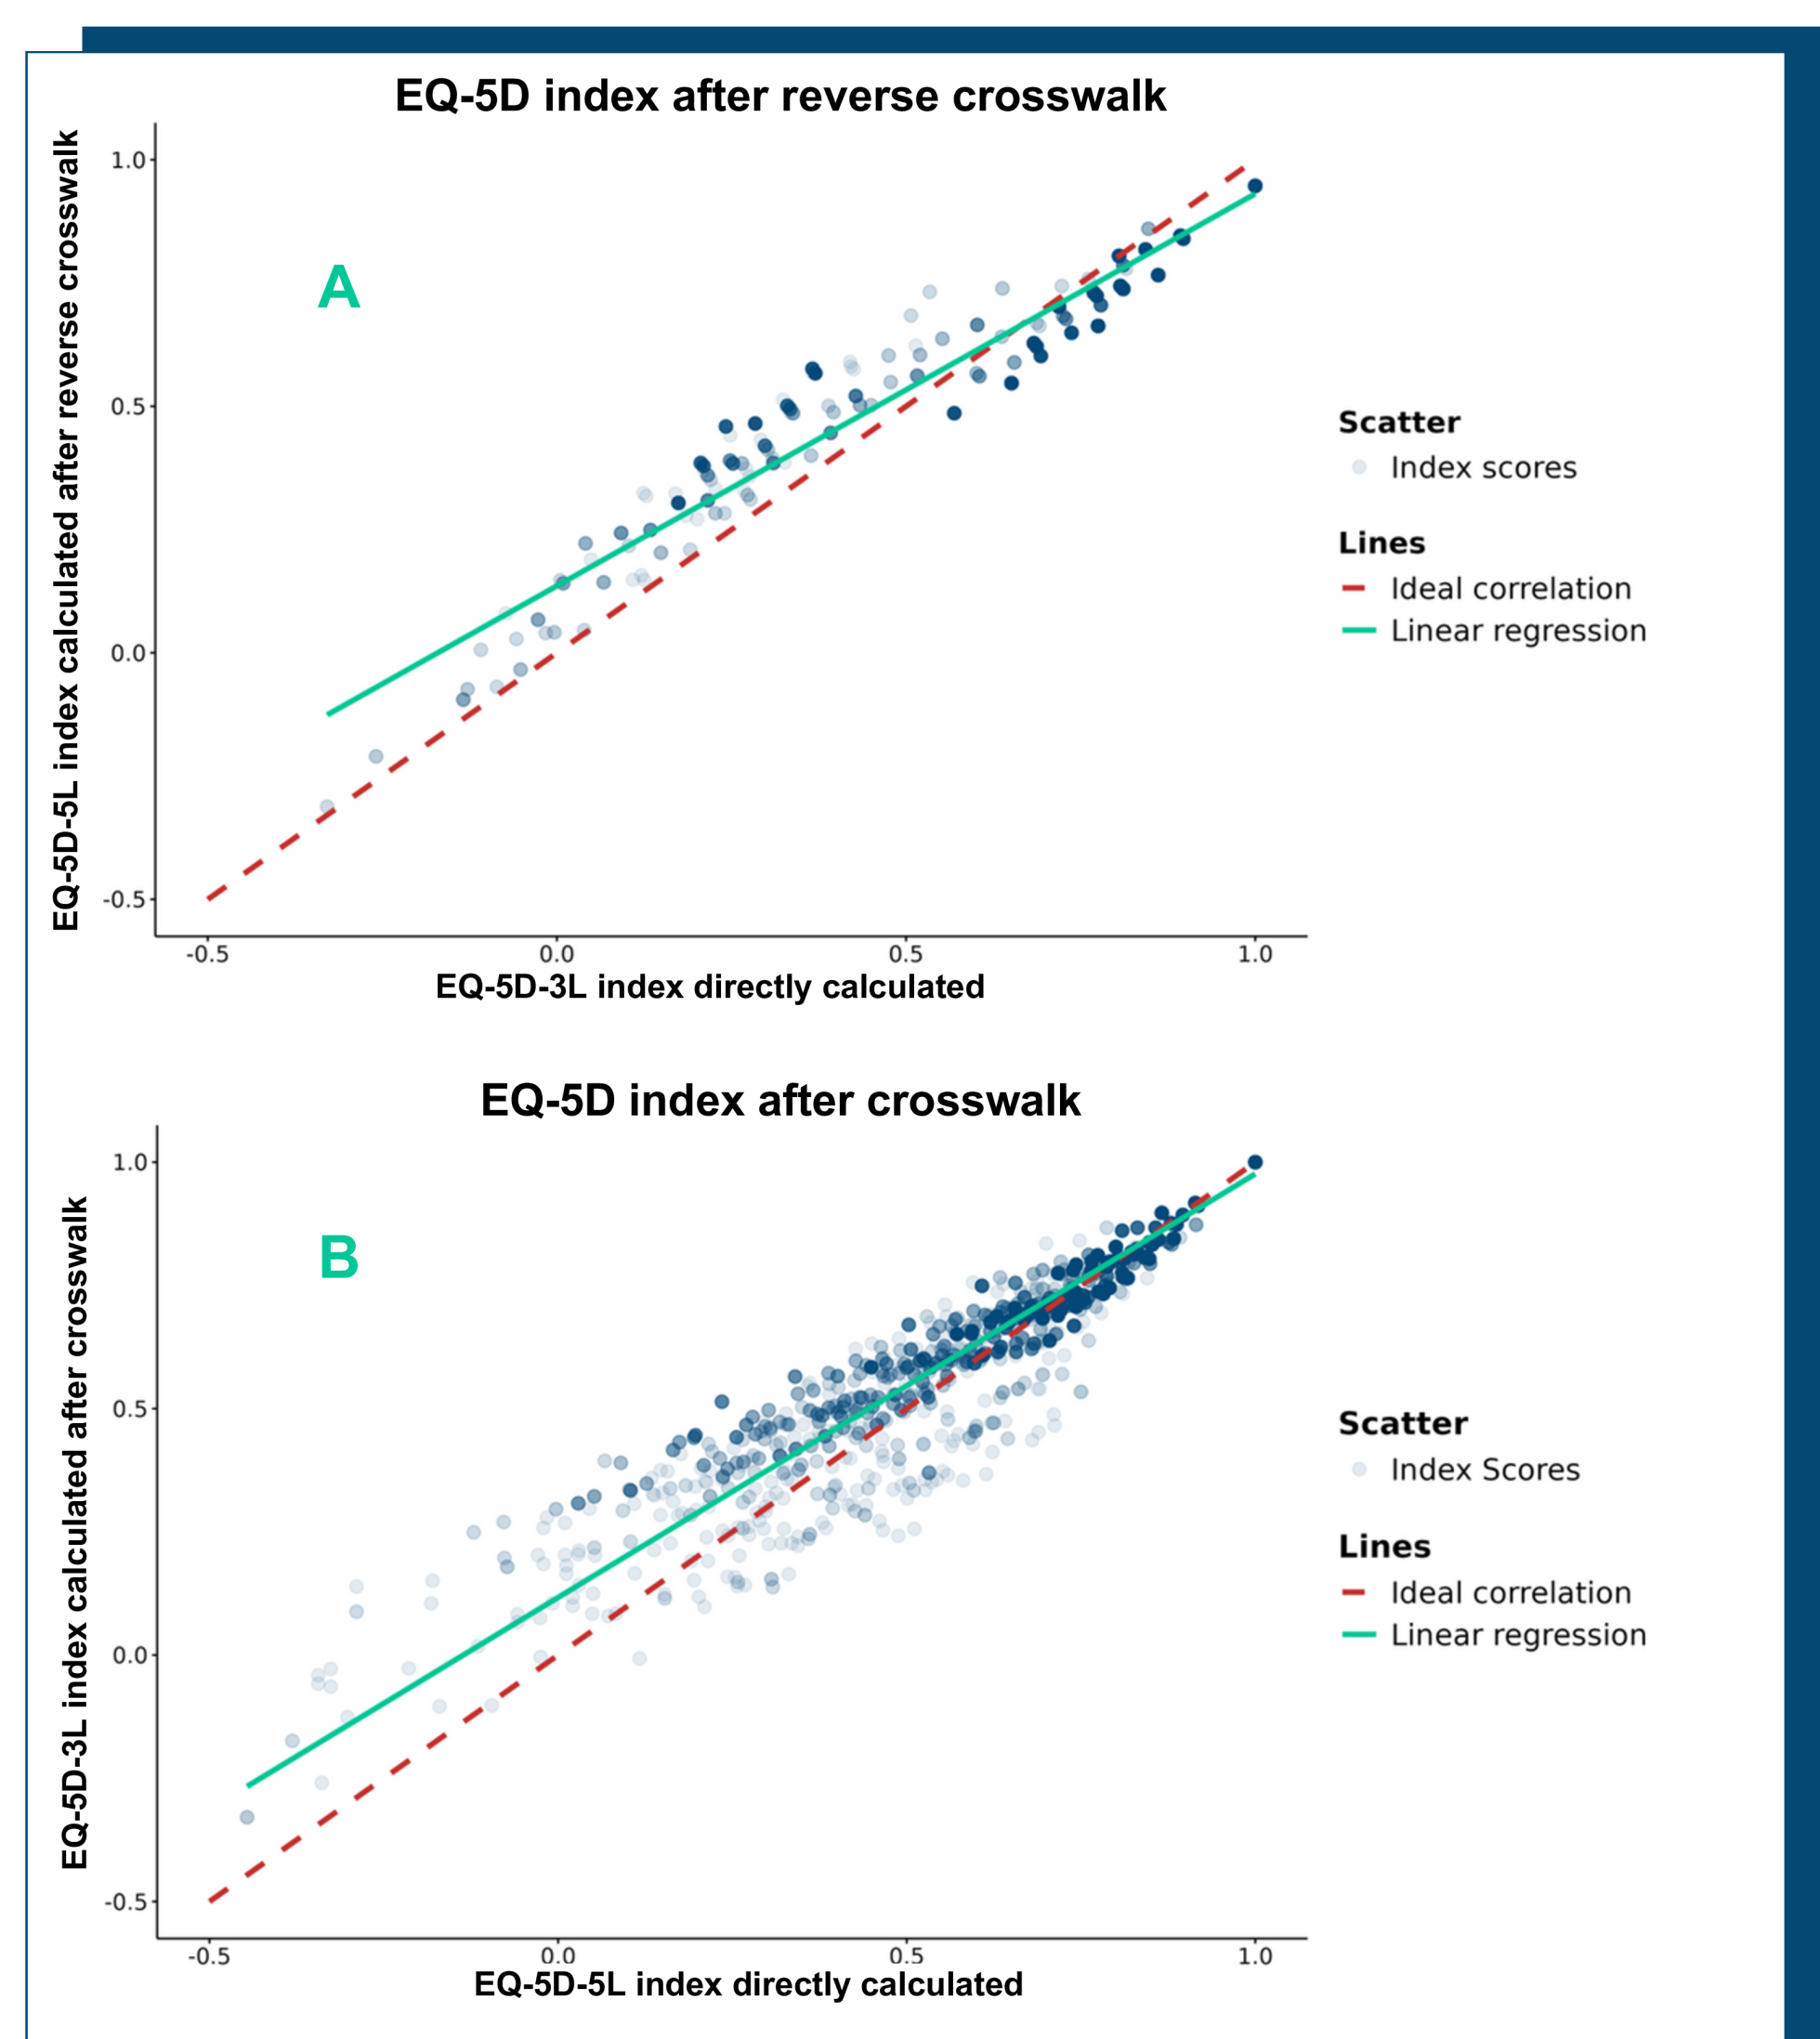 EQ-5D index after reverse crosswalk
EQ-5D-5L index calculated after reverse crosswalk
A
1.0
0.5
0.0
-0.5
-0.5
0.0
0.5
1.0
EQ-5D-3L index directly calculated
Scatter
Index scores
Lines
Ideal correlation
Linear regression
EQ-5D index after crosswalk
EQ-5D-3L index calculated after crosswalk
B
1.0
0.5
0.0
-0.5
-0.5
0.0
0.5
1.0
EQ-5D-5L index directly calculated
Scatter
Index Scores
Lines
Ideal correlation
Linear regression